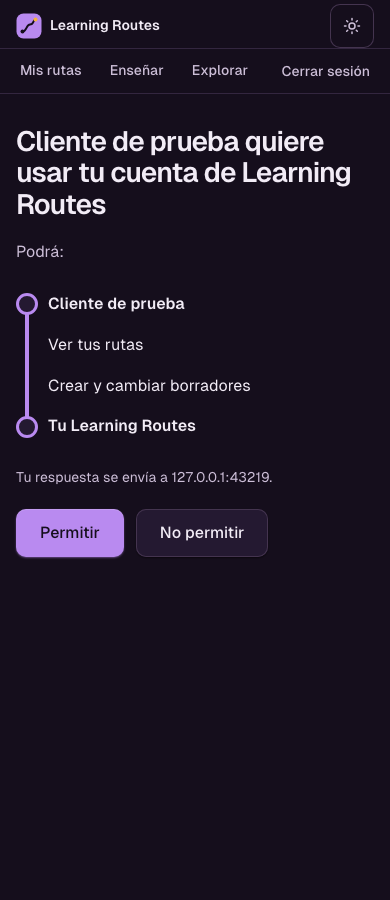 Learning Routes
Mis rutas Enseñar Explorar Cerrar sesión
Cliente de prueba quiere
usar tu cuenta de Learning
Routes
Podrá:
Cliente de prueba
Ver tus rutas
Crear y cambiar borradores
Tu Learning Routes
Tu respuesta se envía a 127.0.0.1:43219.
Permitir No permitir